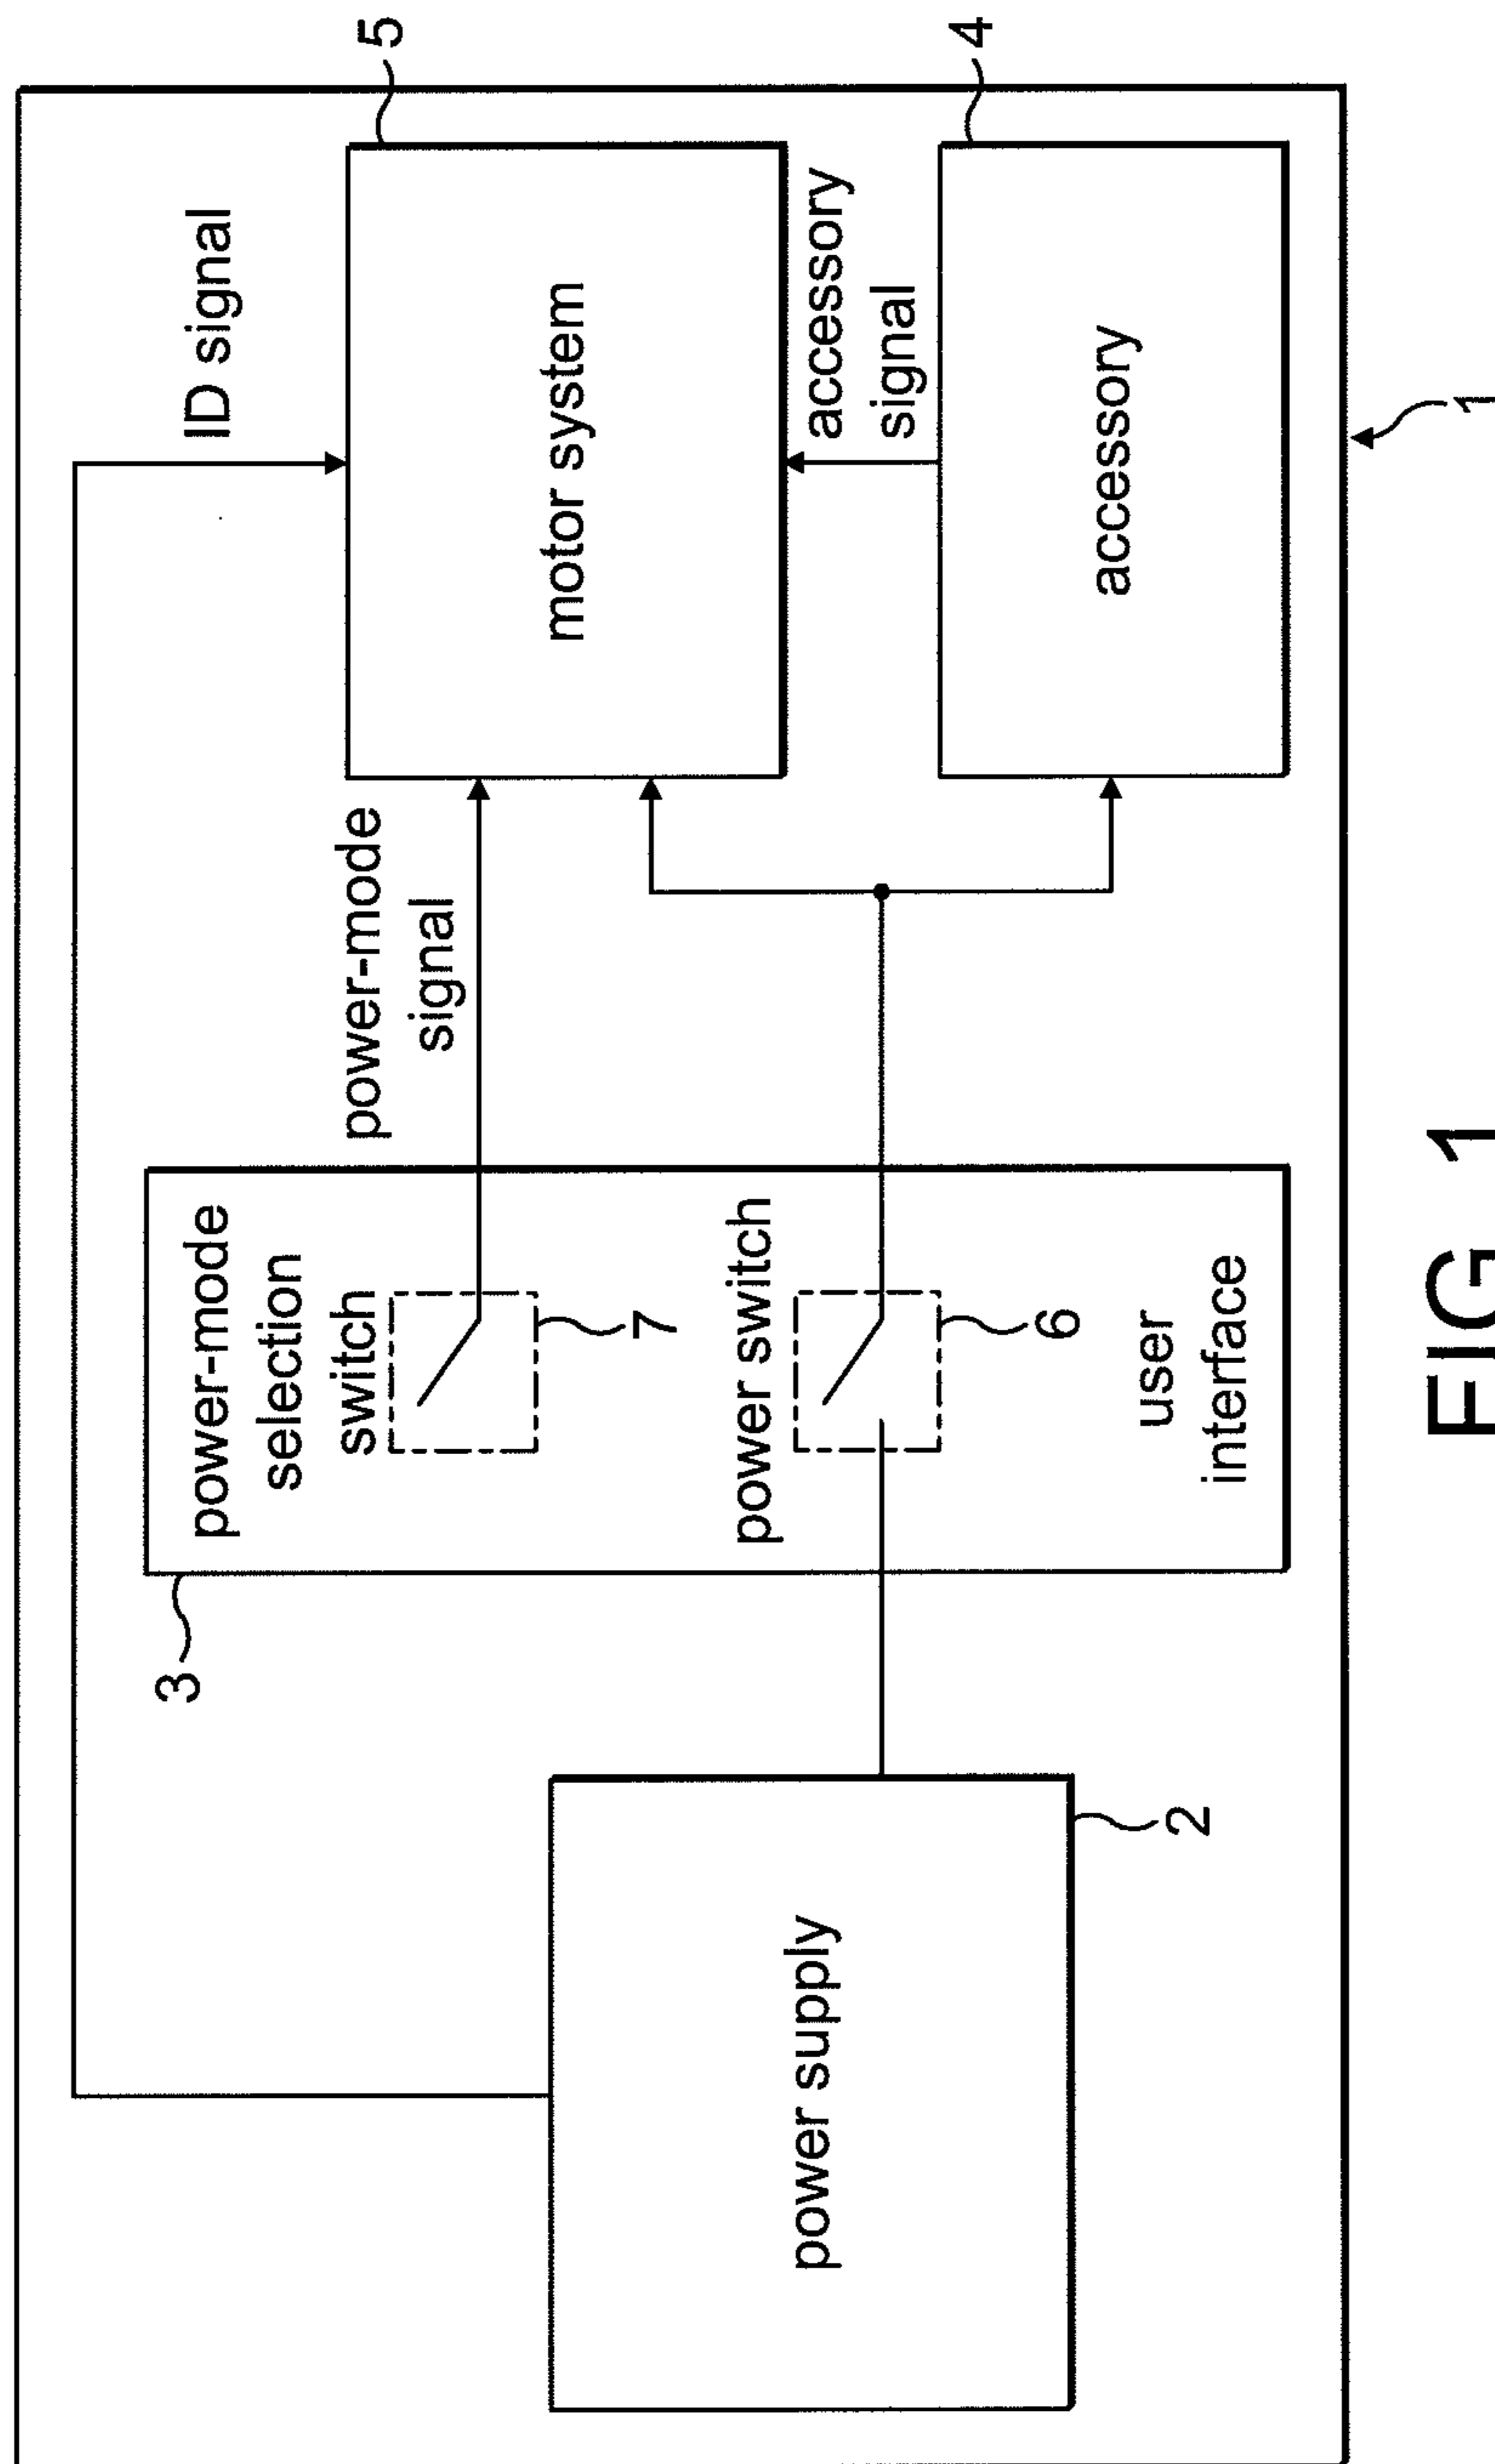 ID signal
3
power-mode
selection
switch
7
power-mode
signal
5
motor system
power supply
2
power switch
6
user
interface
accessory
signal
4
accessory
1
FIG 1